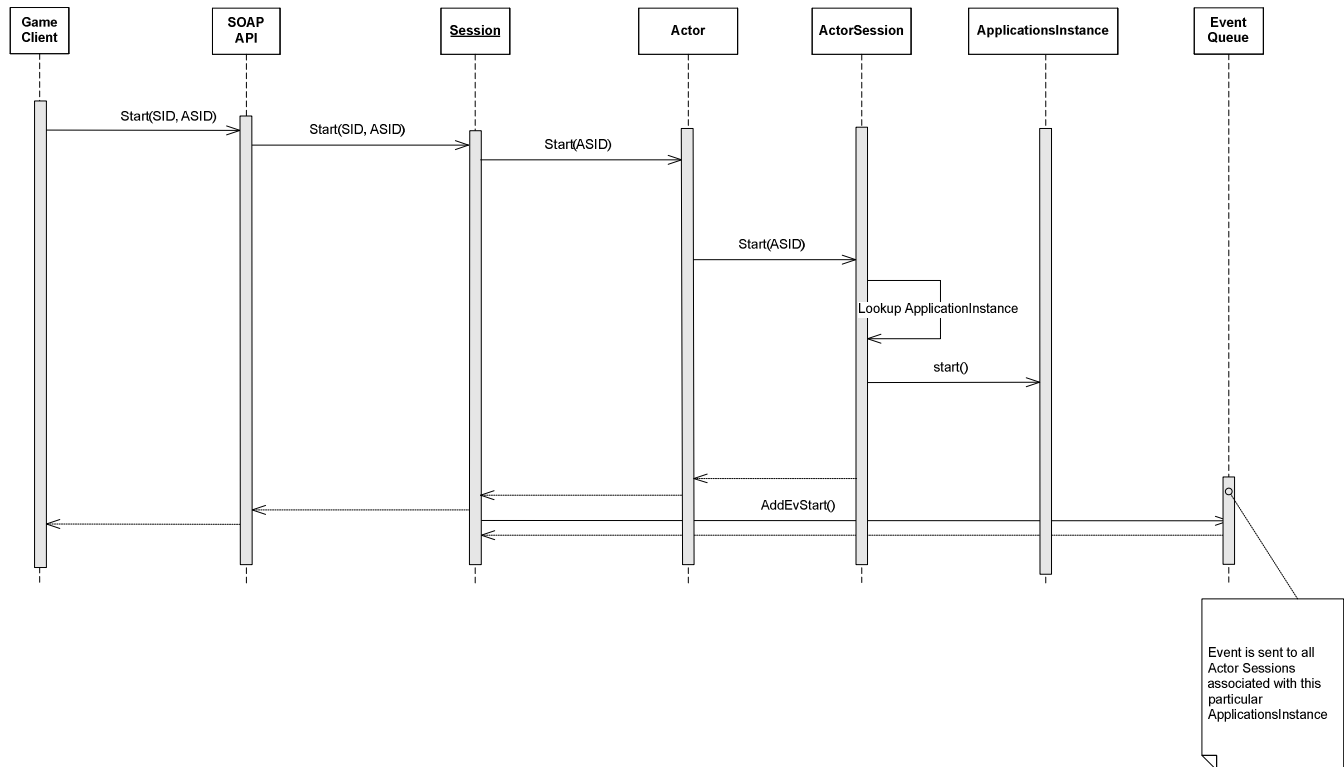 Game
Client
SOAP
API
Session
Actor
ActorSession
ApplicationsInstance
Event
Queue
Start(SID, ASID)
Start(SID, ASID)
Start(ASID)
Start(ASID)
Lookup ApplicationInstance
start()
AddEvStart()
Event is sent to all
Actor Sessions
associated with this
particular
ApplicationsInstance